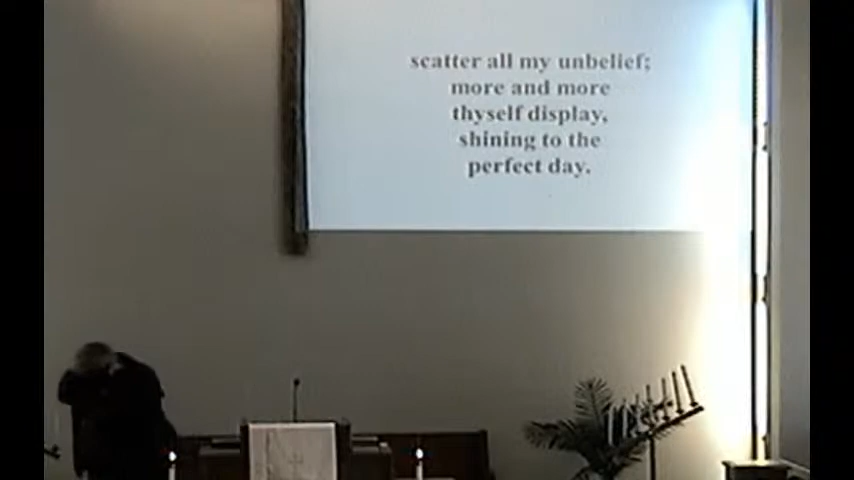 scatter all my unbelief;
more and more
thyself display,
shining to the
perfect day.